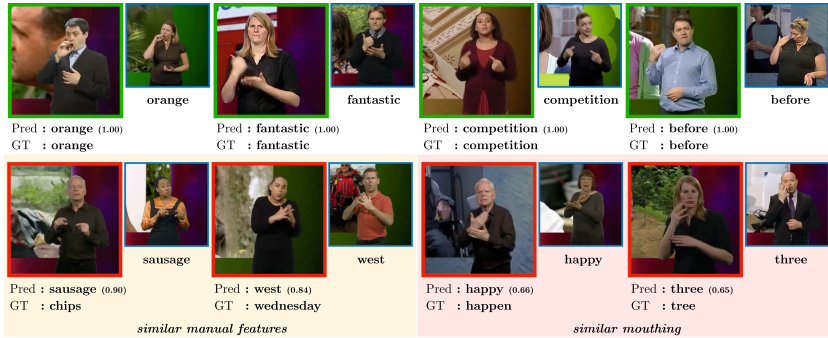 orange
fantastic
competition
before
Pred : orange (1.00)
GT : orange
Pred : fantastic (1.00)
GT : fantastic
Pred : competition (1.00)
GT : competition
Pred : before (1.00)
GT : before
sausage
west
happy
three
Pred : sausage (0.90)
GT : chips
Pred : west (0.84)
GT : wednesday
Pred : happy (0.66)
GT : happen
Pred : three (0.65)
GT : tree
similar manual features
similar mouthing